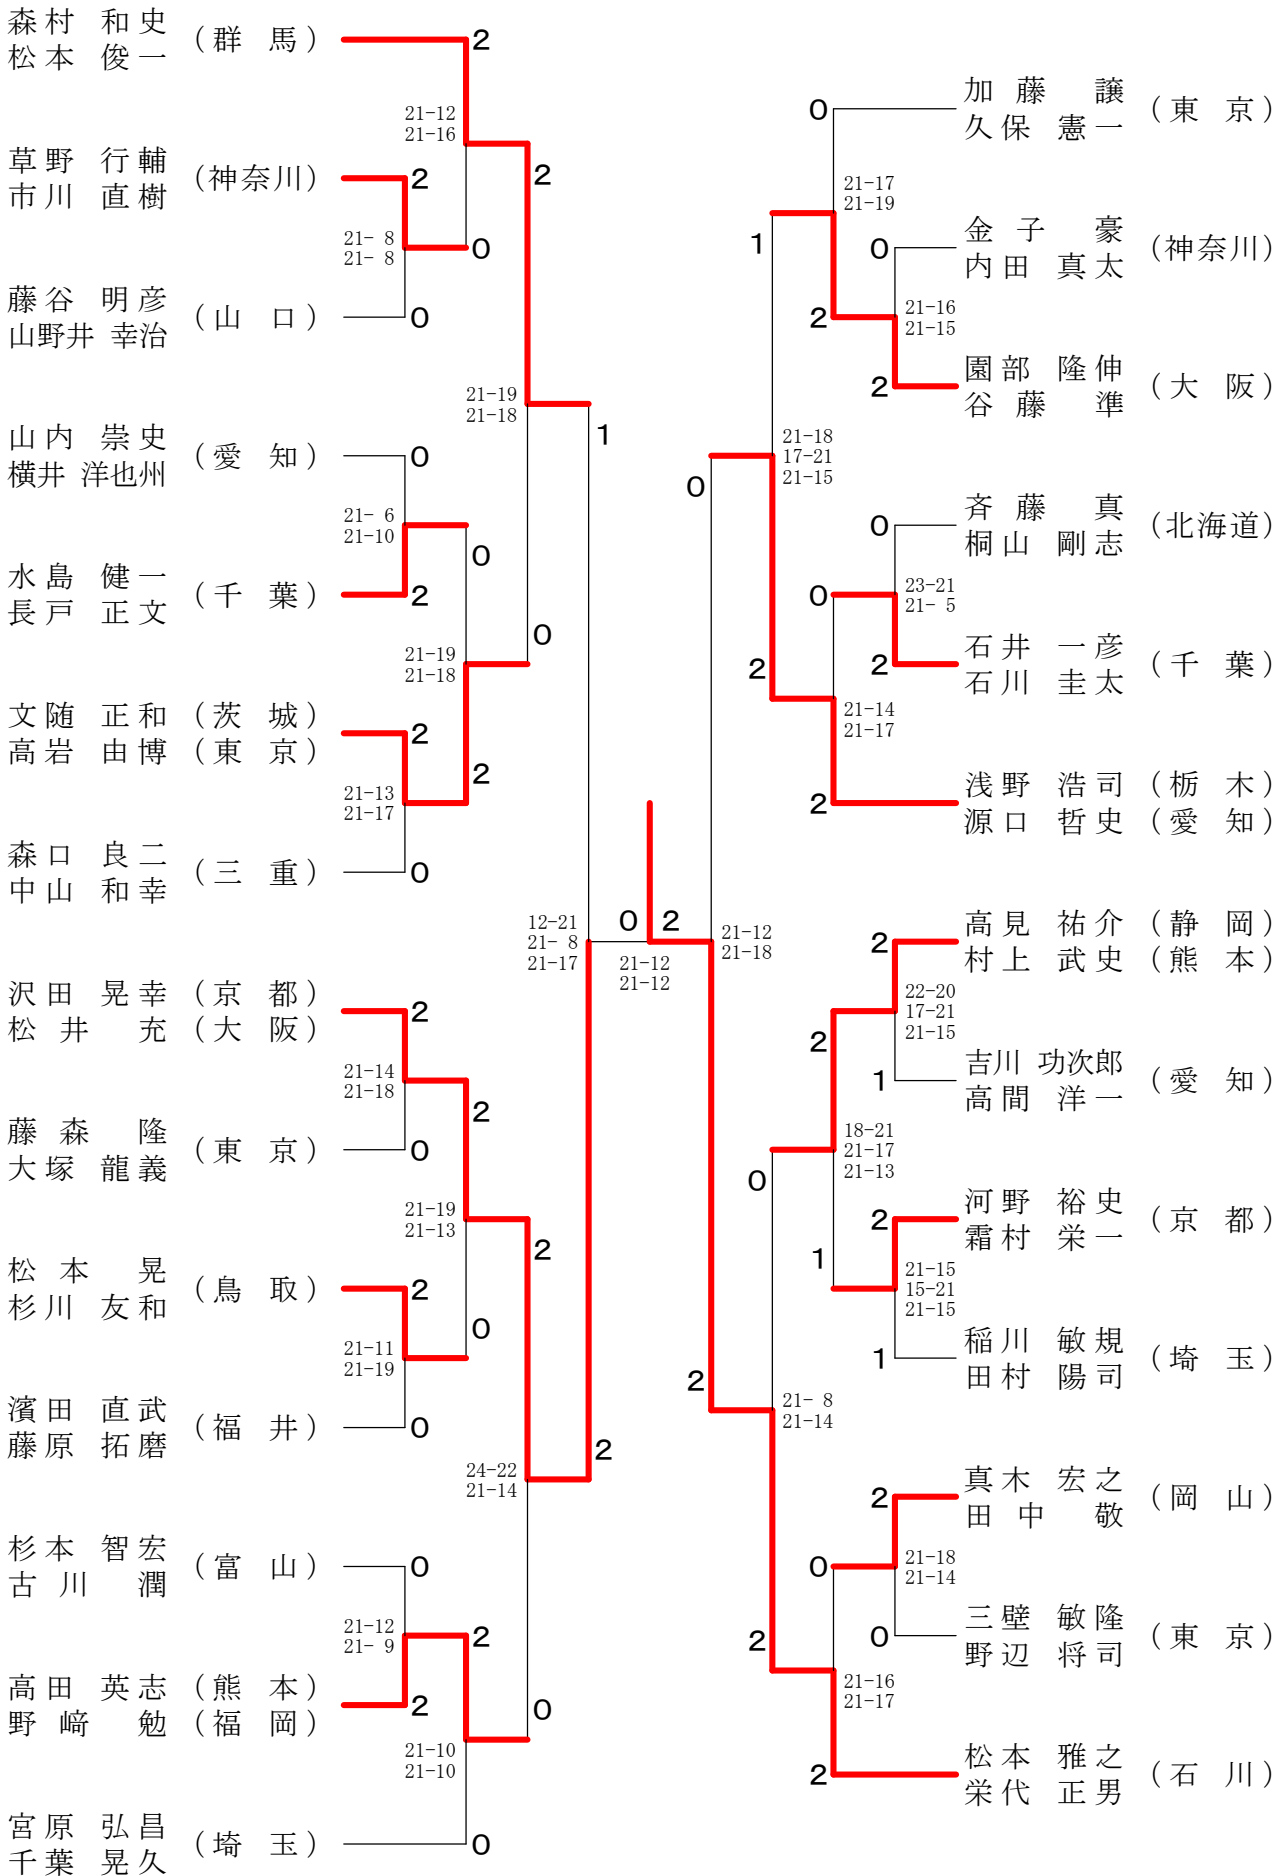 森村 和史 (群 馬) 2
松本 俊一
21-12
21-16
草野 行輔 (神奈川) 2
市川 直樹
2
21- 8
21- 8
0
藤谷 明彦 (山 口) 0
山野井 幸治
21-19
21-18
1
山内 崇史 (愛 知) 0
横井 洋也州
21- 6
21-10
0
水島 健一 (千 葉) 2
長戸 正文
0
21-19
21-18
文随 正和 (茨 城) 2
高岩 由博 (東 京)
2
21-13
21-17
森口 良二 (三 重) 0
中山 和幸
12-21
21- 8
21-17
0 2
21-12
21-12
沢田 晃幸 (京 都) 2
松井 充 (大 阪)
21-14
21-18
2
藤森 隆 (東 京) 0
大塚 龍義
21-19
21-13
2
松本 晃 (鳥 取) 2
杉川 友和
0
21-11
21-19
濱田 直武 (福 井) 0
藤原 拓磨
2
24-22
21-14
杉本 智宏 (富 山) 0
古川 潤
21-12
21- 9
2
高田 英志 (熊 本) 2
野﨑 勉 (福 岡)
0
21-10
21-10
宮原 弘昌 (埼 玉) 0
千葉 晃久
0 加藤 譲 (東 京)
久保 憲一
21-17
21-19
1
0 金子 豪 (神奈川)
内田 真太
2
21-16
21-15
2 園部 隆伸 (大 阪)
谷藤 準
21-18
17-21
21-15
0
0 斉藤 真 (北海道)
桐山 剛志
0
23-21
21- 5
2 石井 一彦 (千 葉)
石川 圭太
2
21-14
21-17
2 浅野 浩司 (栃 木)
源口 哲史 (愛 知)
21-12
21-18
2 高見 祐介 (静 岡)
村上 武史 (熊 本)
22-20
17-21
21-15
2
1 吉川 功次郎 (愛 知)
高間 洋一
18-21
21-17
21-13
0
2 河野 裕史 (京 都)
霜村 栄一
1
21-15
15-21
21-15
1 稲川 敏規 (埼 玉)
田村 陽司
2
21- 8
21-14
2 真木 宏之 (岡 山)
田中 敬
0
21-18
21-14
0 三壁 敏隆 (東 京)
野辺 将司
2
21-16
21-17
2 松本 雅之 (石 川)
栄代 正男